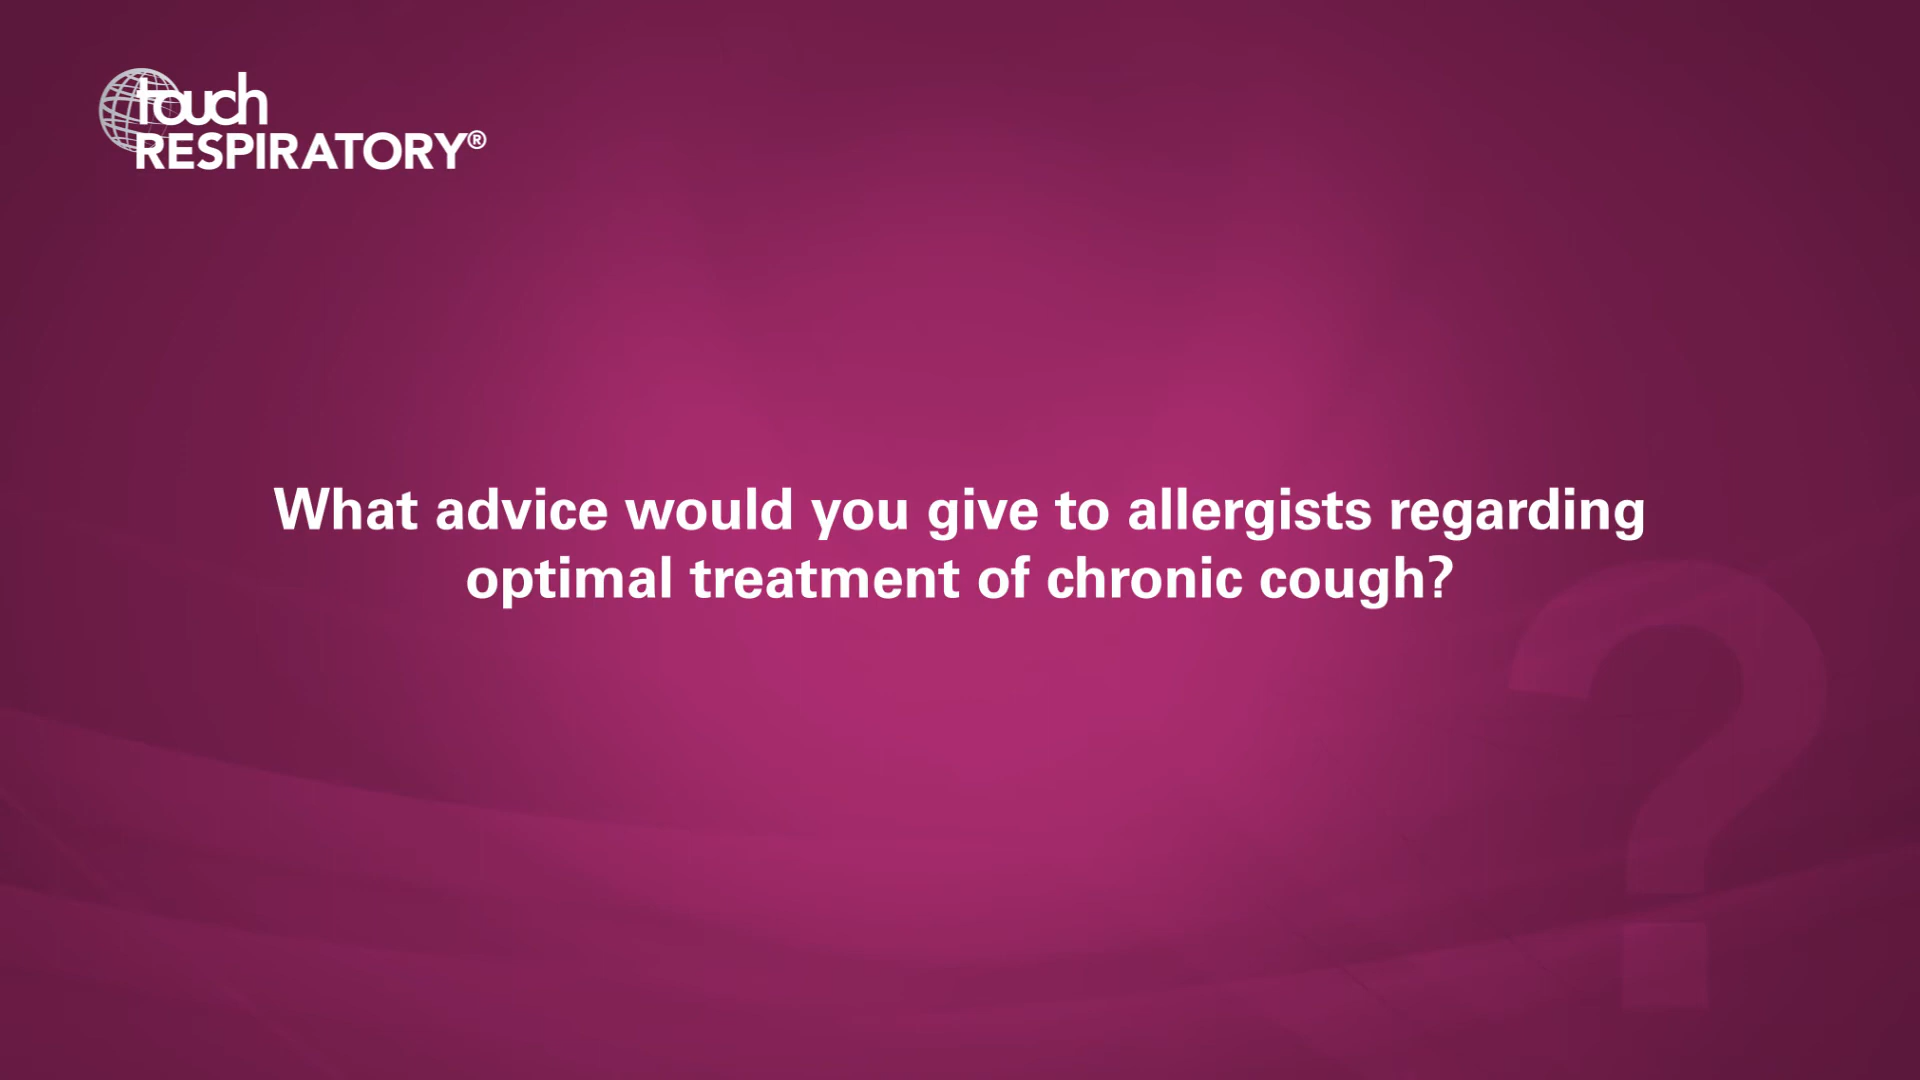 touch
RESPIRATORY®
What advice would you give to allergists regarding
optimal treatment of chronic cough?
?